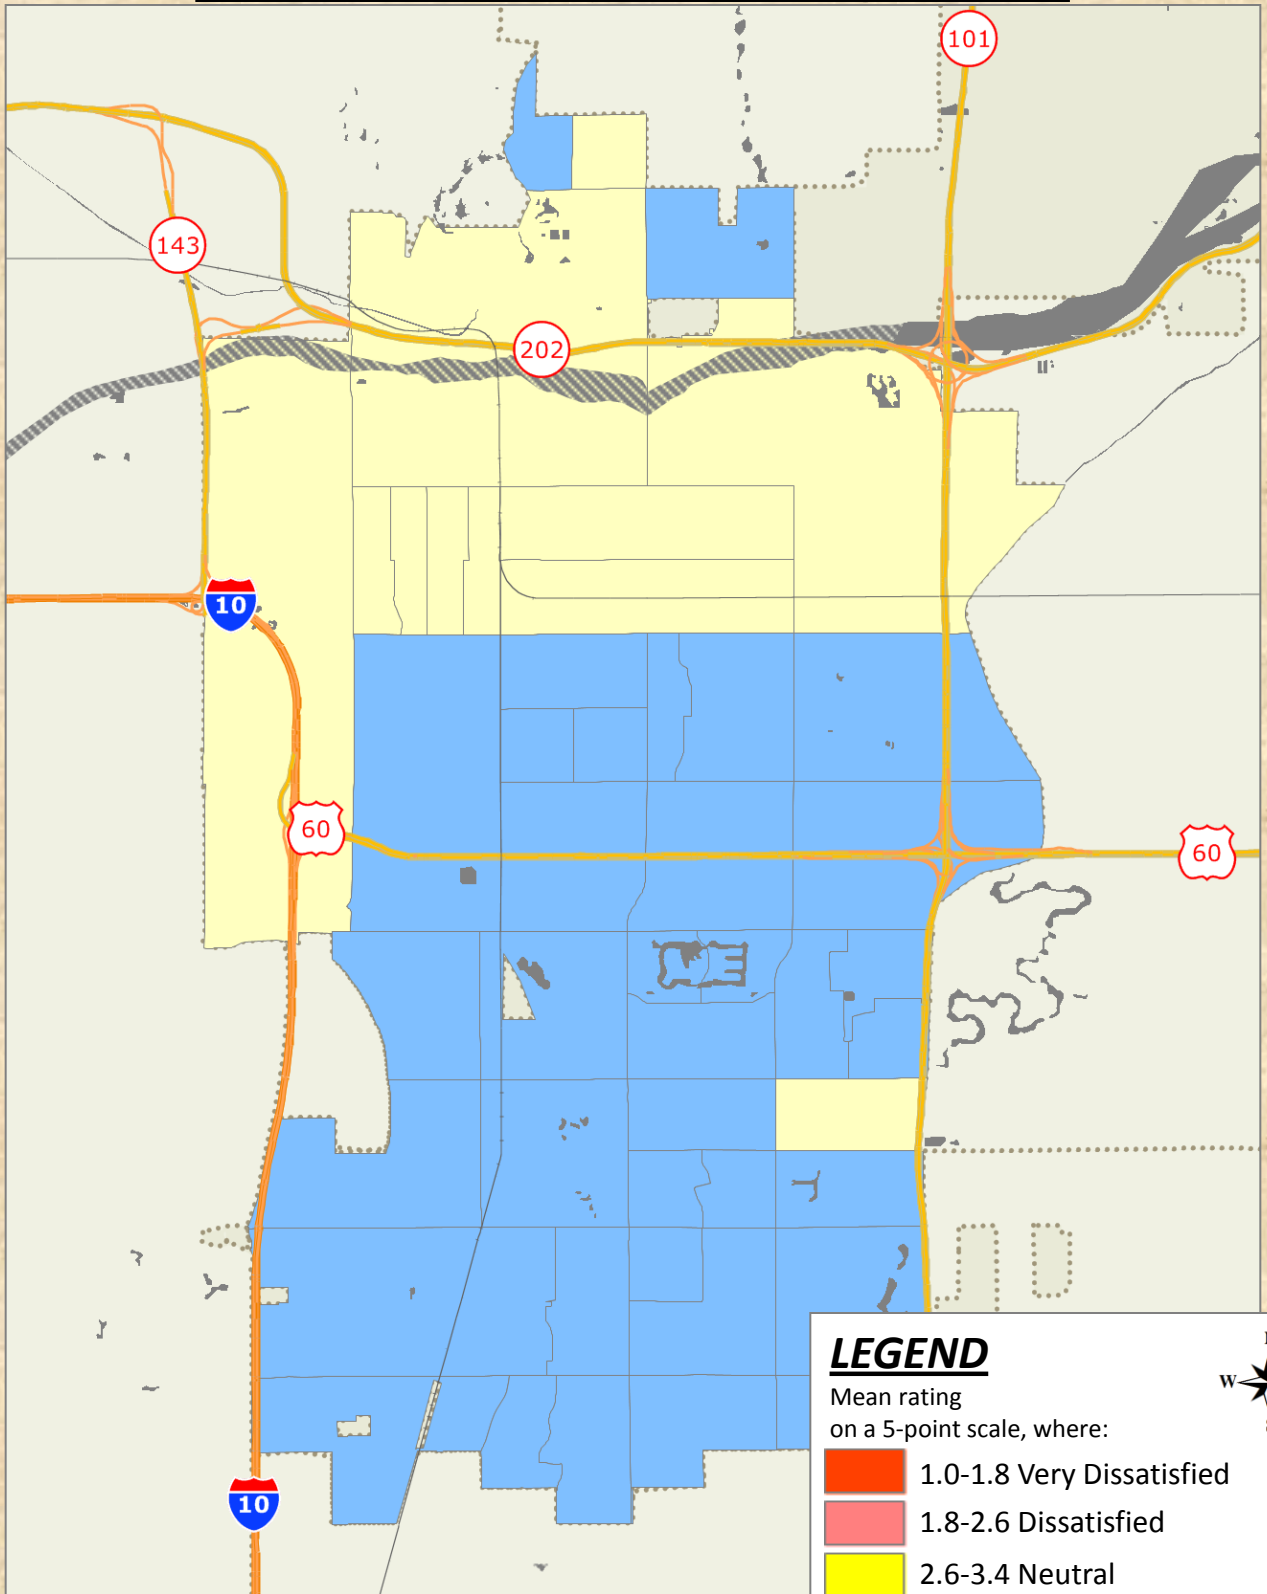 101
143
202
10
60
60
10
LEGEND
Mean rating
on a 5-point scale, where:
W
1.0-1.8 Very Dissatisfied
1.8-2.6 Dissatisfied
2.6-3.4 Neutral